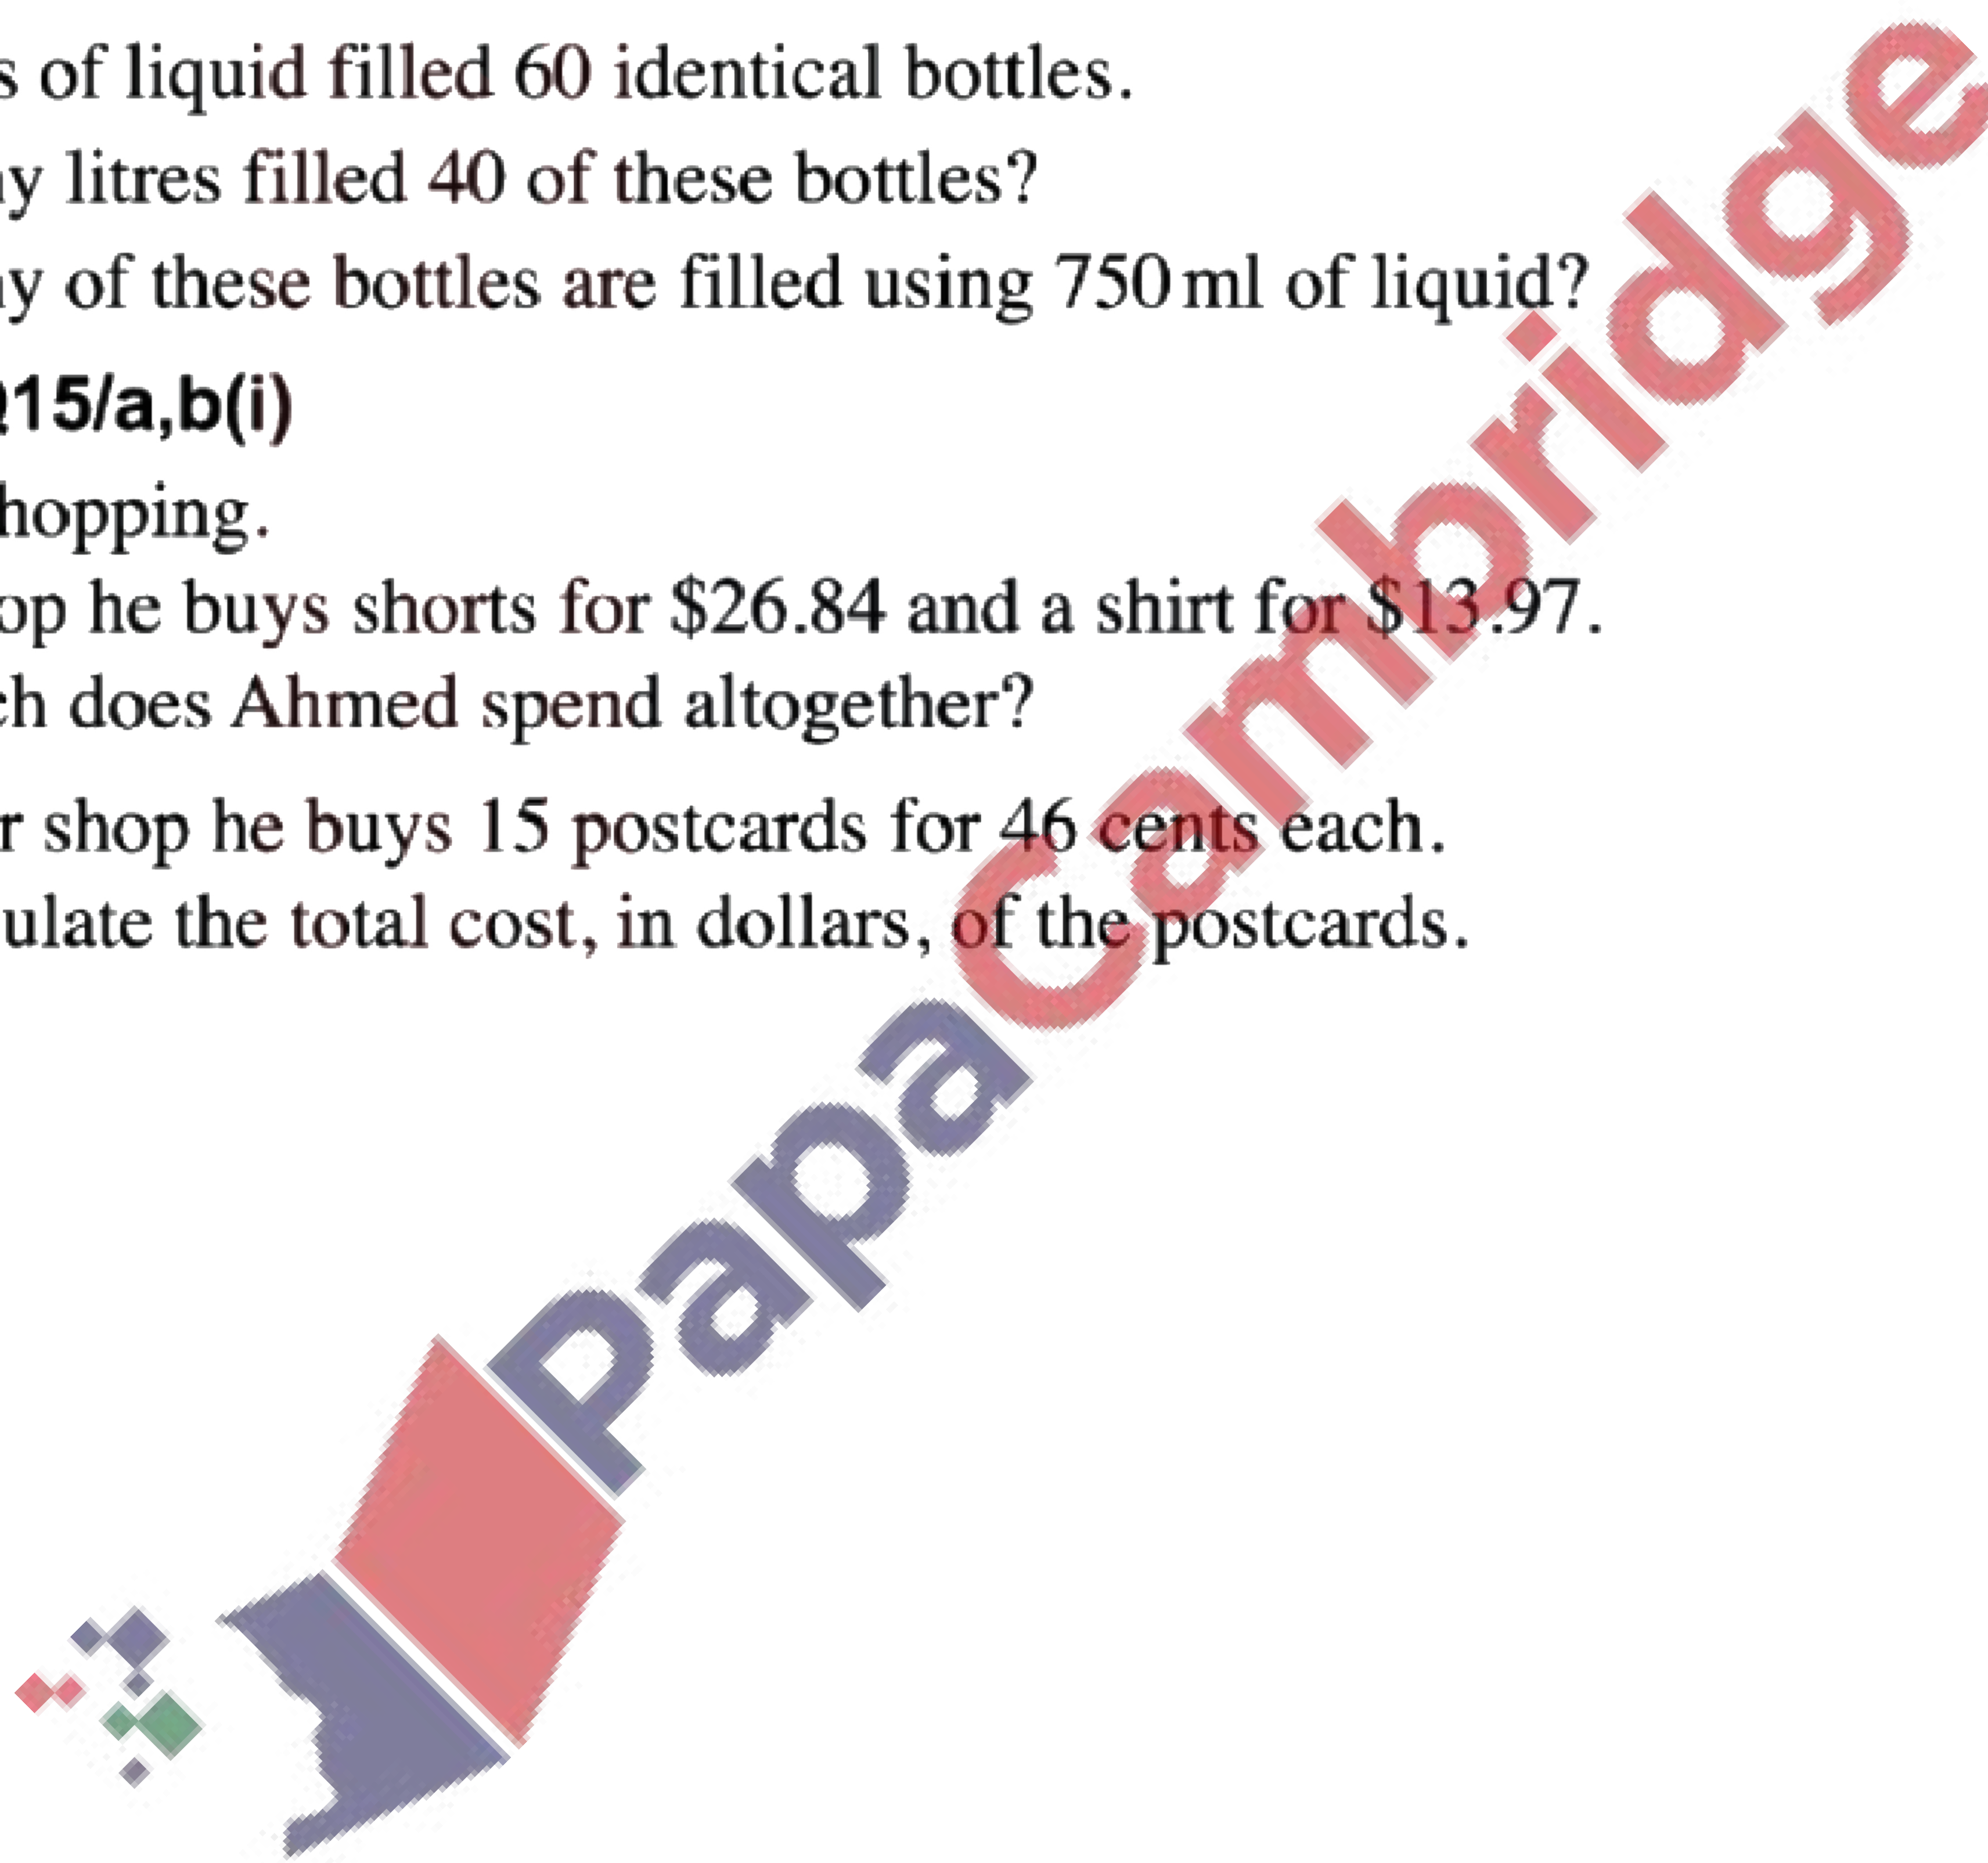 of liquid filled 60 identical bottles.
litres filled 40 of these bottles?
of these bottles are filled using 750 ml of liquid?
15/a,b(i)
hopping.
op he buys shorts for $26.84 and a shirt for $13.97.
ch does Ahmed spend altogether?
r shop he buys 15 postcards for 46 cents each.
ulate the total cost, in dollars, of the postcards.
PapaCambridge